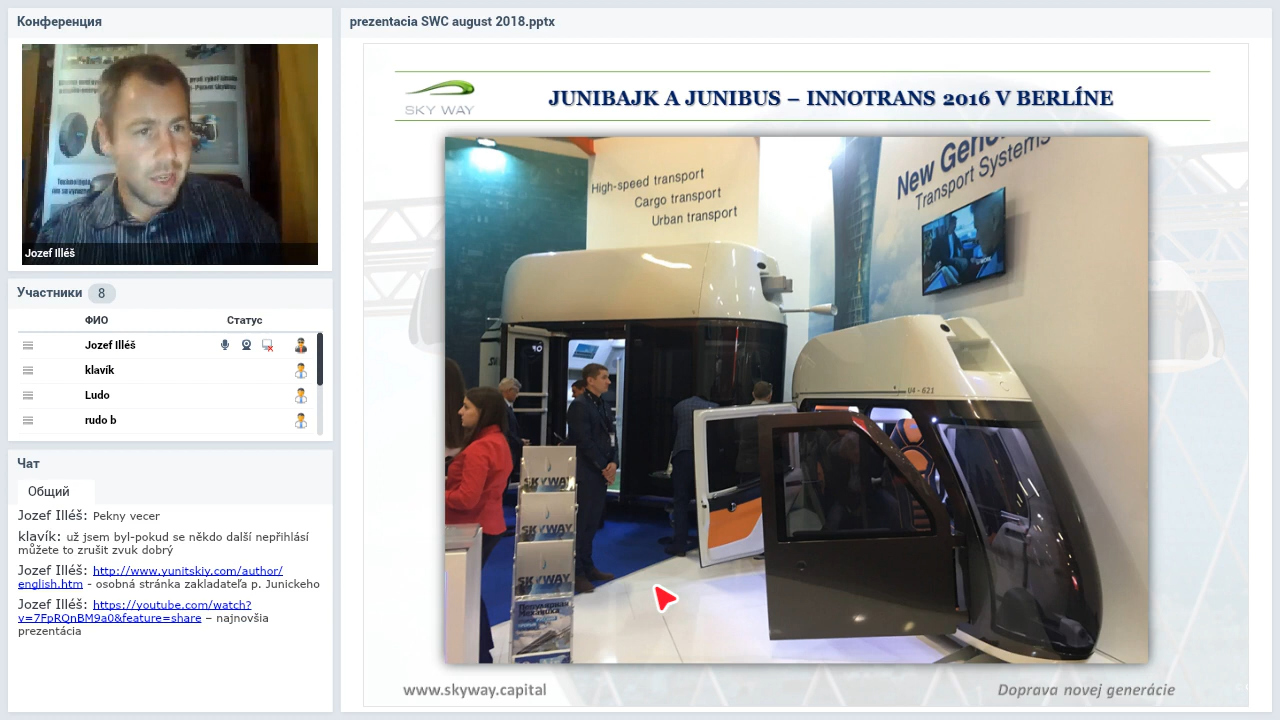 Конференция
Jozef Illéš
Участники 8
ФИО Статус
Jozef Illéš
klavík
Ludo
rudo b
Чат
Общий
Jozef Illéš: Pekny vecer
klavík: už jsem byl-pokud se někdo další nepřihlásí
můžete to zrušit zvuk dobrý
Jozef Illéš: http://www.yunitskiy.com/author/
english.htm - osobná stránka zakladateľa p. Junickeho
Jozef Illéš: https://youtube.com/watch?
v=7FpRQnBM9a0&feature=share – najnovšia
prezentácia
prezentacia SWC august 2018.pptx
SKY WAY
JUNIBAJK A JUNIBUS – INNOTRANS 2016 V BERLÍNE
High-speed transport
Cargo transport
Urban transport
New Gene
Transport Systems
U4-621
SKYWAY
SKYWAY
SKYWAY
www.skyway.capital
Doprava novej generácie